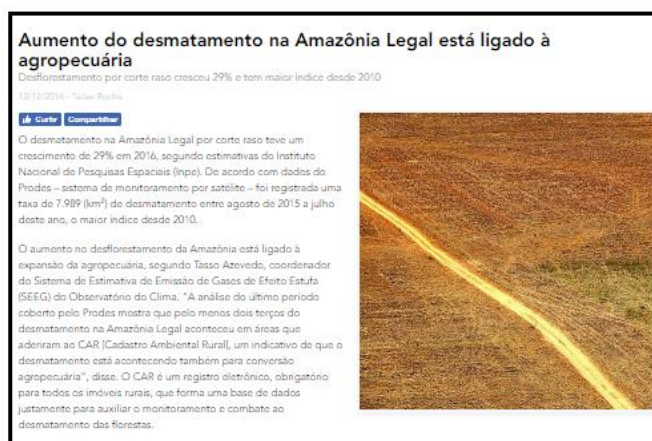 Aumento do desmatamento na Amazônia Legal está ligado à
agropecuária
Desflorestamento por corte raso cresceu 29% e tem maior índice desde 2010
12/12/2016 - Taíse Rocha
Curtir Compartilhar
O desmatamento na Amazônia Legal por corte raso teve um
crescimento de 29% em 2016, segundo estimativas do Instituto
Nacional de Pesquisas Espaciais (Inpe). De acordo com dados do
Prodes – sistema de monitoramento por satélite – foi registrada uma
taxa de 7.989 (km²) de desmatamento entre agosto de 2015 a julho
deste ano, o maior índice desde 2010.
O aumento no desflorestamento da Amazônia está ligado à
expansão da agropecuária, segundo Tasso Azevedo, coordenador
do Sistema de Estimativa de Emissão de Gases de Efeito Estufa
(SEEG) do Observatório do Clima. "A análise do último período
coberto pelo Prodes mostra que pelo menos dois terços do
desmatamento na Amazônia Legal aconteceu em áreas que
aderiram ao CAR [Cadastro Ambiental Rural], um indicativo de que o
desmatamento está acontecendo também para conversão
agropecuária", disse. O CAR é um registro eletrônico, obrigatório
para todos os imóveis rurais, que forma uma base de dados
justamente para auxiliar o monitoramento e combate ao
desmatamento das florestas.